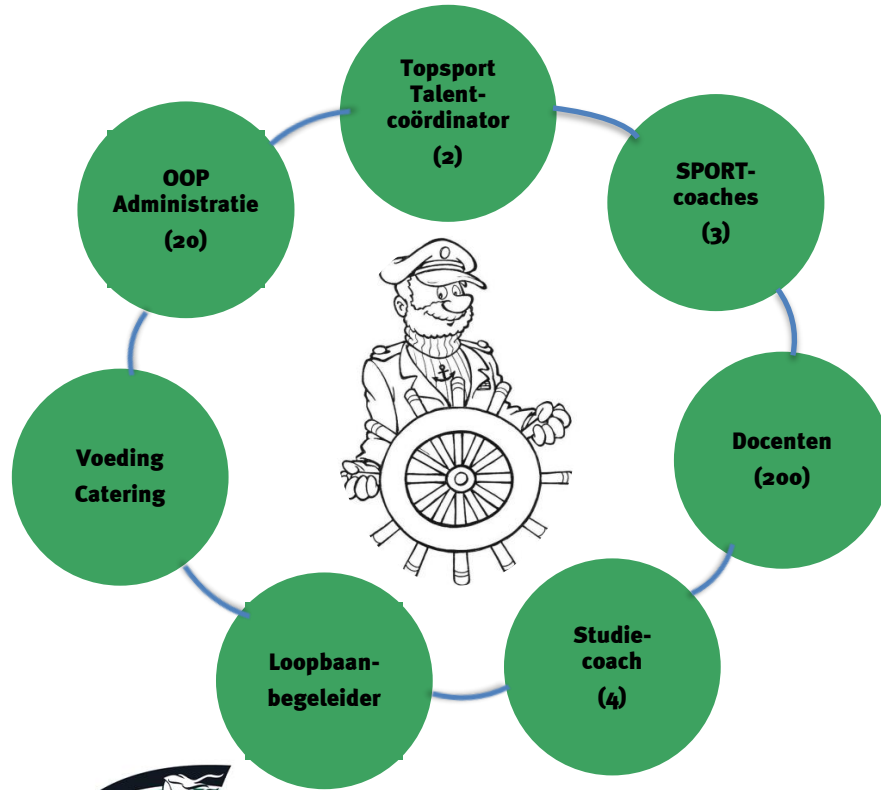 Topsport
Talent-
coördinator
(2)
SPORT-
coaches
(3)
Docenten
(200)
Studie-
coach
(4)
Loopbaan-
begeleider
Voeding
Catering
OOP
Administratie
(20)